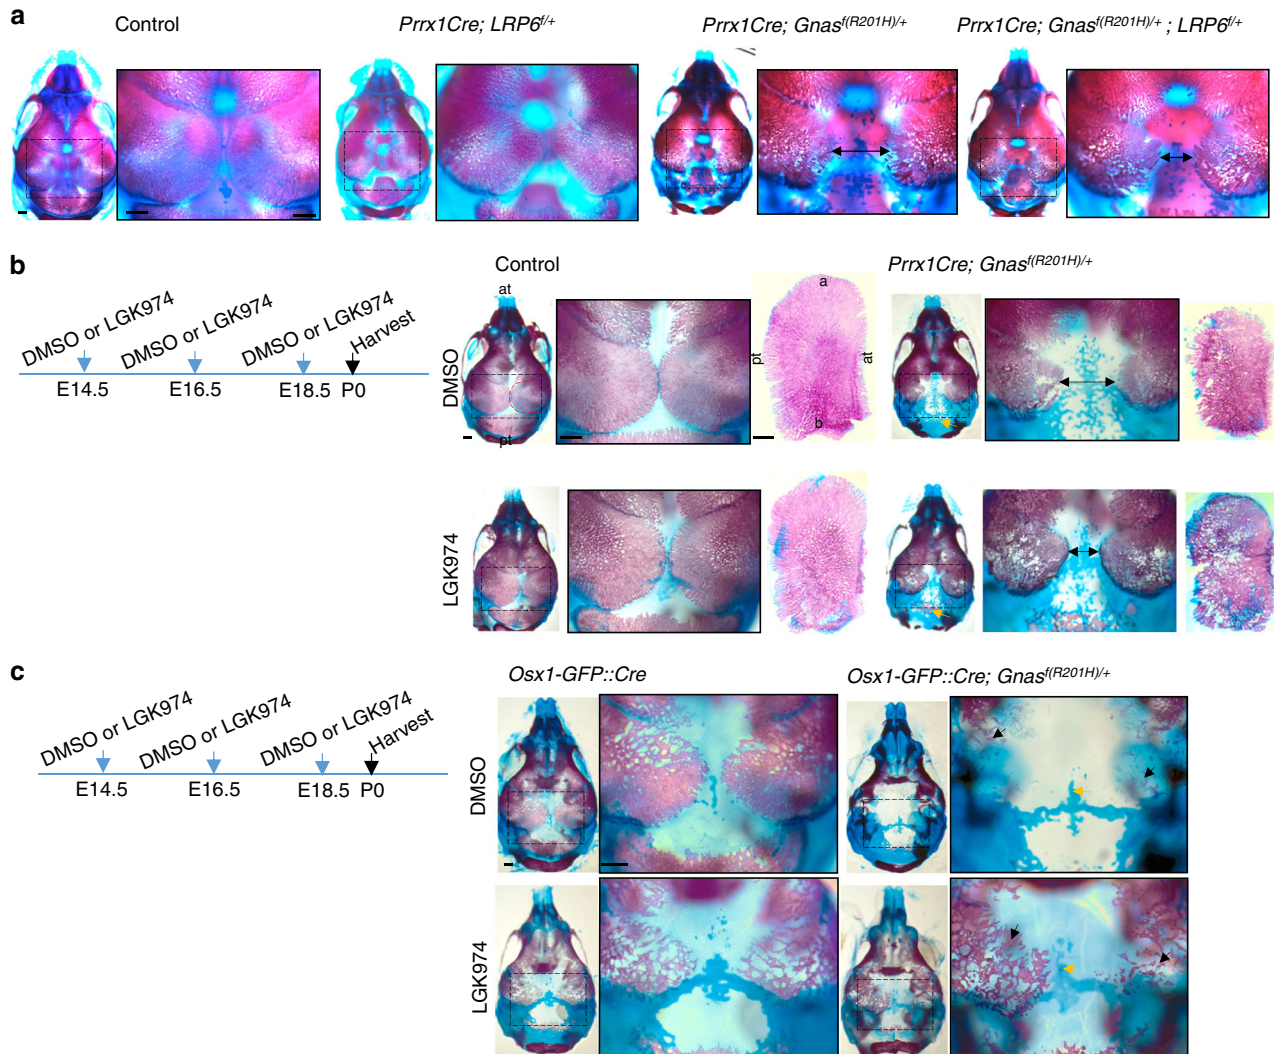 a
Control
Prrx1Cre; LRP6f/+
Prrx1Cre; Gnasf(R201H)/+
Prrx1Cre; Gnasf(R201H)/+ ; LRP6f/+
b
DMSO or LGK974
DMSO or LGK974
DMSO or LGK974
Harvest
E14.5
E16.5
E18.5
P0
Control
Prrx1Cre; Gnasf(R201H)/+
DMSO
at
pt
a
pt
at
b
LGK974
c
DMSO or LGK974
DMSO or LGK974
DMSO or LGK974
Harvest
E14.5
E16.5
E18.5
P0
Osx1-GFP::Cre
Osx1-GFP::Cre; Gnasf(R201H)/+
DMSO
LGK974